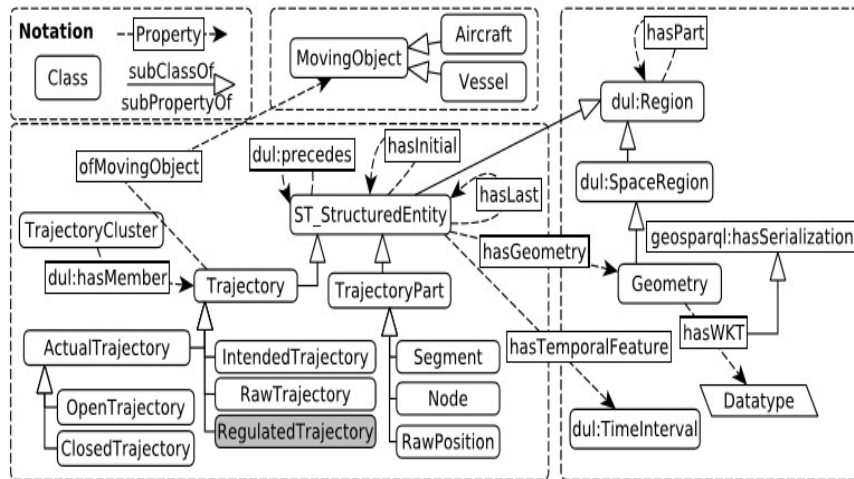 Notation
Property
Class
subClassOf
subPropertyOf
MovingObject
Aircraft
Vessel
hasPart
dul:Region
ofMovingObject
dul:precedes
hasInitial
hasLast
dul:SpaceRegion
TrajectoryCluster
ST_StructuredEntity
geosparql:hasSerialization
dul:hasMember
hasGeometry
Trajectory
TrajectoryPart
Geometry
ActualTrajectory
IntendedTrajectory
Segment
hasTemporalFeature
hasWKT
OpenTrajectory
RawTrajectory
Node
Datatype
ClosedTrajectory
RegulatedTrajectory
RawPosition
dul:TimeInterval